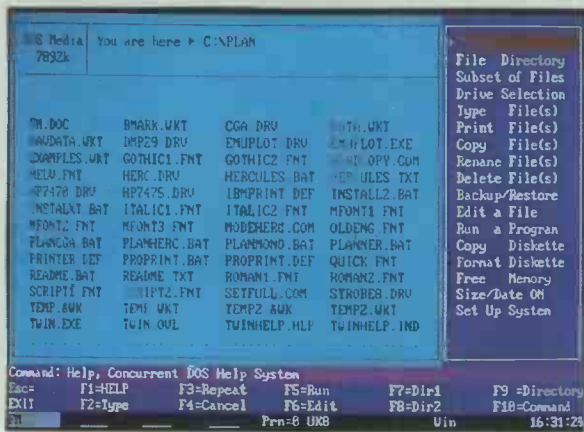 Media You are here ► C:\PLAN
7892k
File Directory
Subset of Files
Drive Selection
Type File(s)
Print File(s)
Copy File(s)
Rename File(s)
Delete File(s)
Backup/Restore
Edit a File
Run a Program
Copy Diskette
Format Diskette
Free Memory
Size/Date ON
Set Up System
BMARK.WKT CGA DRV
DMP29 DRV EMUPLOT DRV
EXAMPLES.WKT GOTHIC1.FNT GOTHIC2 FNT
HERC.DRV HERCULES BAT
HP7470 DRV HP7475.DRV IBMPRINT DEF INSTALL2.BAT
ITALIC1.FNT ITALIC2 FNT MFONT1 FNT
MFONT2 FNT MFONT3 FNT MODEHERC.COM OLDENG.FNT
PLANCGA BAT PLANHERC.BAT PLANMONO BAT PLANNER.BAT
PRINTER DEF PROPRINT.BAT PROPRINT.DEF QUICK FNT
README.BAT README TXT ROMAN1.FNT ROMAN2.FNT
SCRIPT1 FNT SETFULL.COM STROBES.DRV
TEMP WKT TEMP2.WKT
TWIN.EXE TWIN OVL TWINHELP.HLP TWINHELP.IND
Command: Help, Concurrent DOS Help System
Esc= F1=HELP F3=Repeat F5=Run F7=Dir1 F9 =Directory
EXIT F2=Type F4=Cancel F6=Edit F8=Dir2 F10=Command
FM Prn=0 UK8 Win 16:31:23